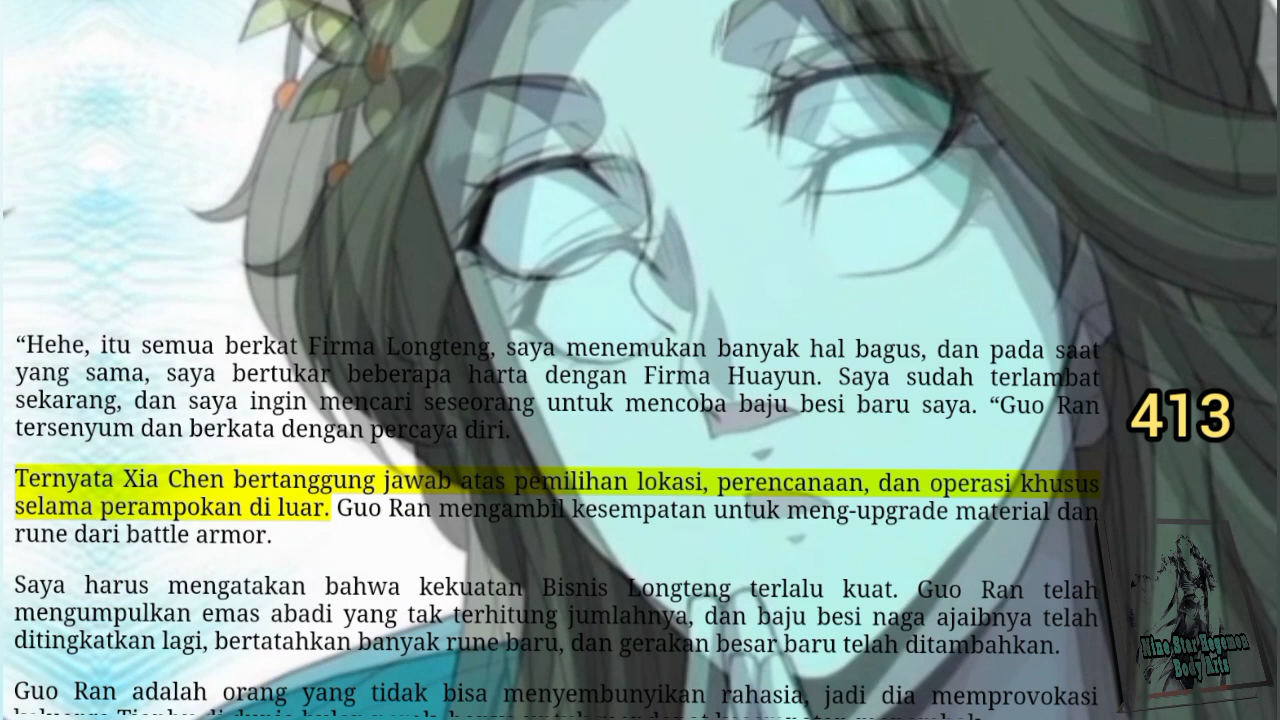 “Hehe, itu semua berkat Firma Longteng, saya menemukan banyak hal bagus, dan pada saat
yang sama, saya bertukar beberapa harta dengan Firma Huayun. Saya sudah terlambat
sekarang, dan saya ingin mencari seseorang untuk mencoba baju besi baru saya. “Guo Ran
tersenyum dan berkata dengan percaya diri.
Ternyata Xia Chen bertanggung jawab atas pemilihan lokasi, perencanaan, dan operasi khusus
selama perampokan di luar. Guo Ran mengambil kesempatan untuk meng-upgrade material dan
rune dari battle armor.
Saya harus mengatakan bahwa kekuatan Bisnis Longteng terlalu kuat. Guo Ran telah
mengumpulkan emas abadi yang tak terhitung jumlahnya, dan baju besi naga ajaibnya telah
ditingkatkan lagi, bertatahkan banyak rune baru, dan gerakan besar baru telah ditambahkan.
Guo Ran adalah orang yang tidak bisa menyembunyikan rahasia, jadi dia memprovokasi
413
Nine Star Hegemon
Body Arts